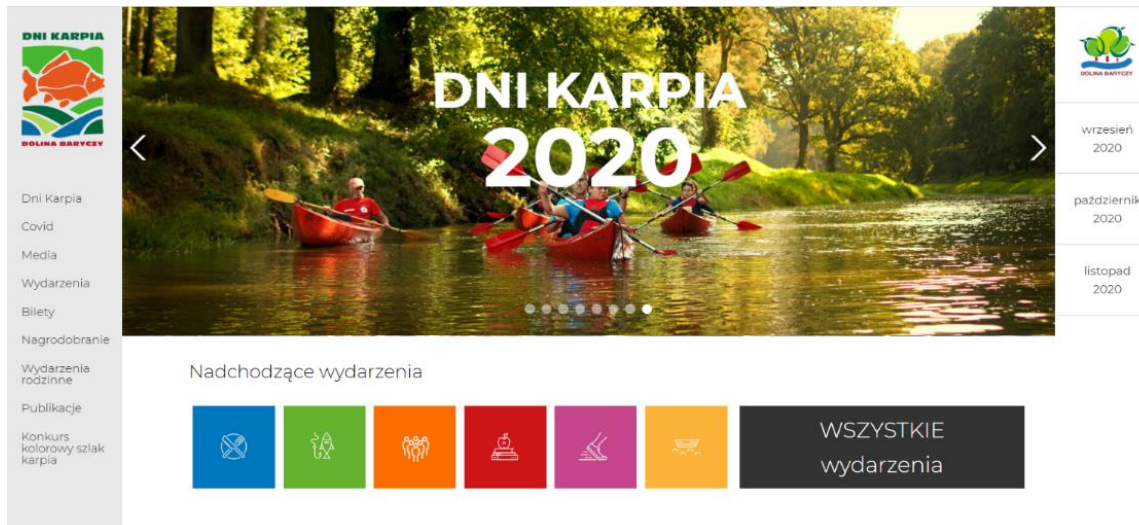 DNI KARPIA
DOLINA BARYCZY
Dni Karpia
Covid
Media
Wydarzenia
Bilety
Nagrodobranie
Wydarzenia
rodzinne
Publikacje
Konkurs
kolorowy szlak
karpia
DNI KARPIA
2020
DOLINA BARYCZY
wrzesień
2020
październik
2020
listopad
2020
Nadchodzące wydarzenia
WSZYSTKIE
wydarzenia